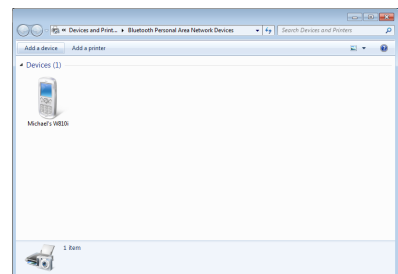 « Devices and Print... ▸ Bluetooth Personal Area Network Devices
Search Devices and Printers
Add a device Add a printer
Devices (1)
Michael's W810i
1 item